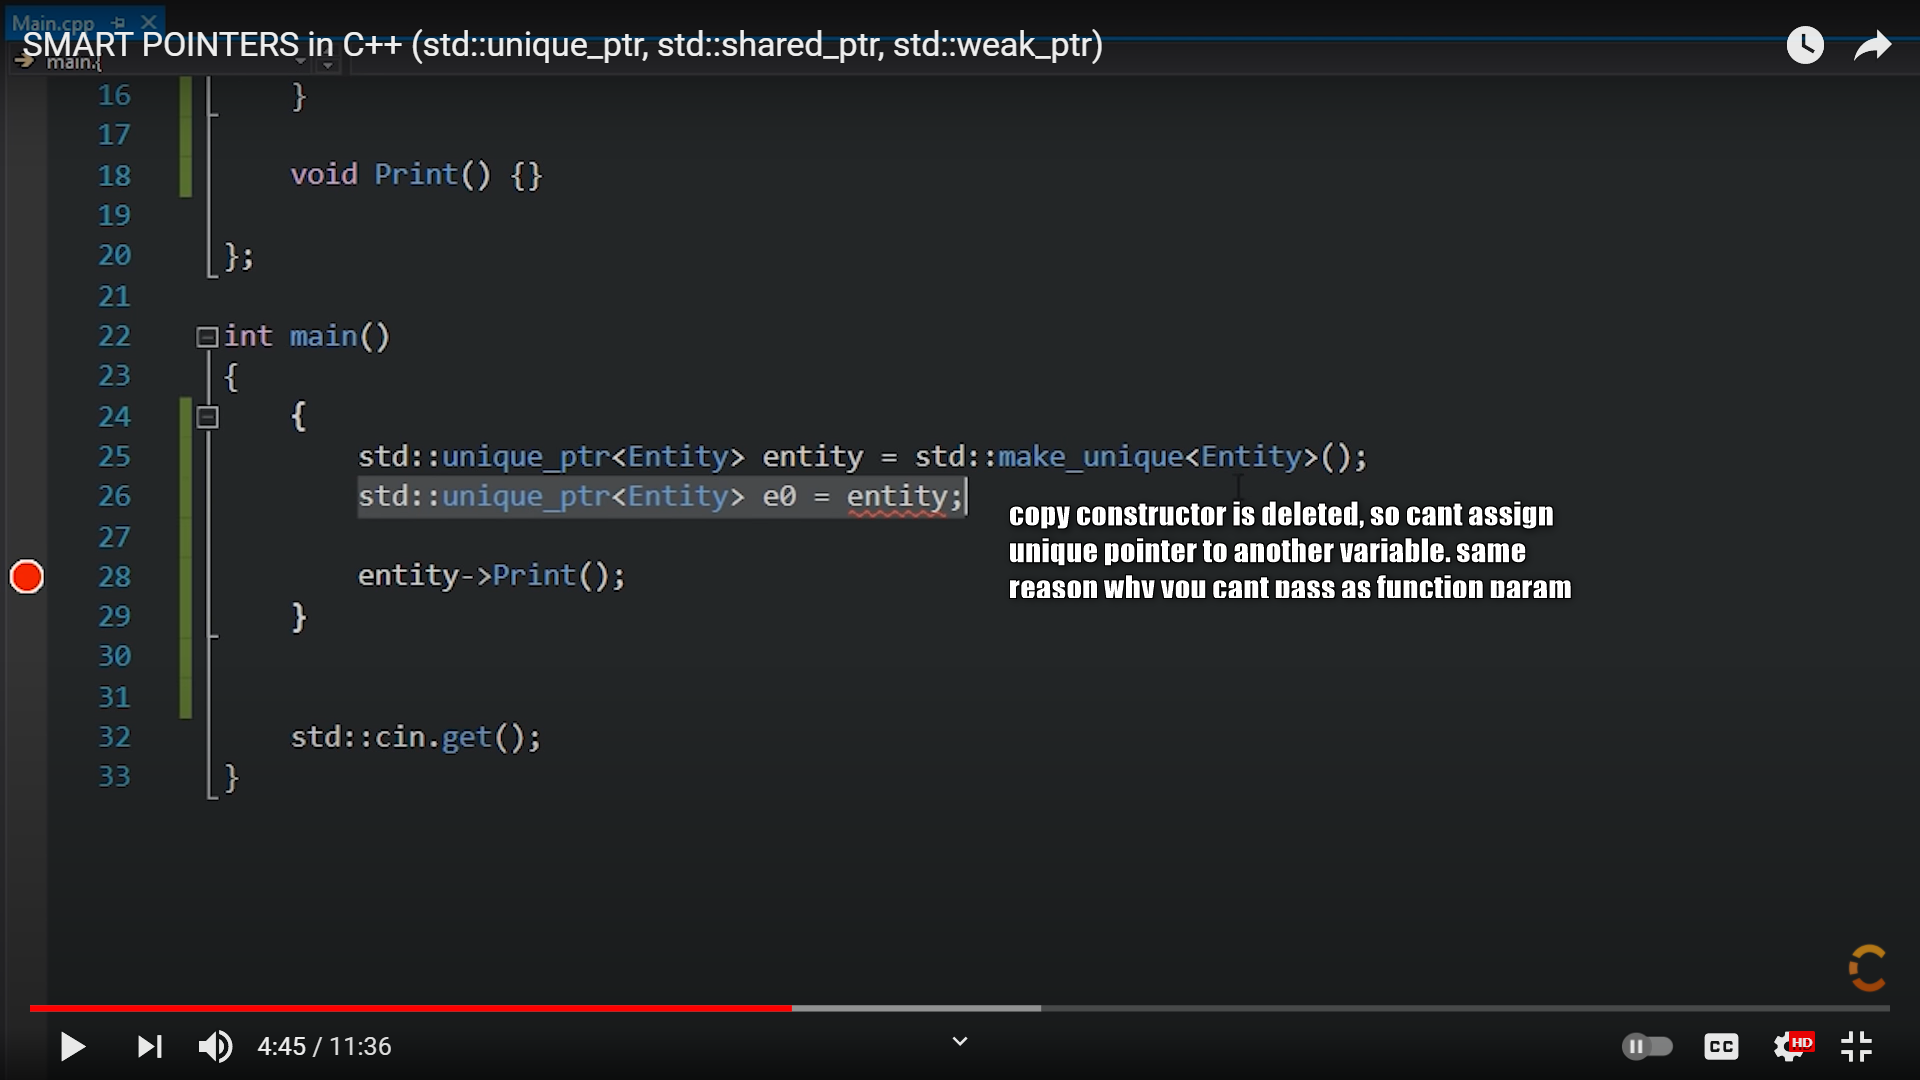 Main.cpp
SMART POINTERS in C++ (std::unique_ptr, std::shared_ptr, std::weak_ptr)
main.{
16 }
17
18 void Print() {}
19
20 };
21
22 int main()
23 {
24 {
25 std::unique_ptr<Entity> entity = std::make_unique<Entity>();
26 std::unique_ptr<Entity> e0 = entity;
copy constructor is deleted, so cant assign
unique pointer to another variable. same
reason why you cant pass as function param
27
28 entity->Print();
29 }
30
31
32 std::cin.get();
33 }
4:45 / 11:36
CC
HD